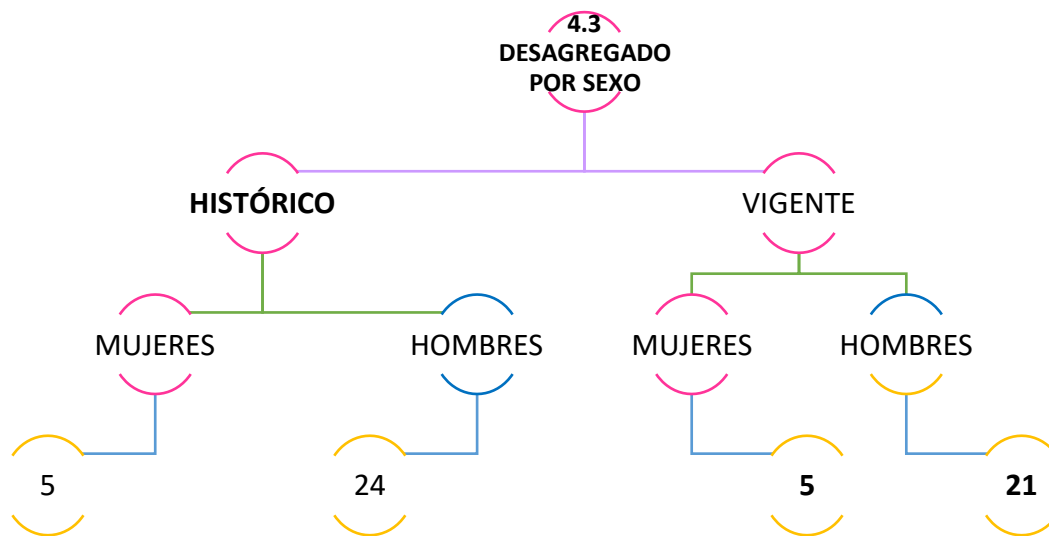 4.3
DESAGREGADO
POR SEXO
HISTÓRICO
VIGENTE
MUJERES
HOMBRES
MUJERES
HOMBRES
5
24
5
21